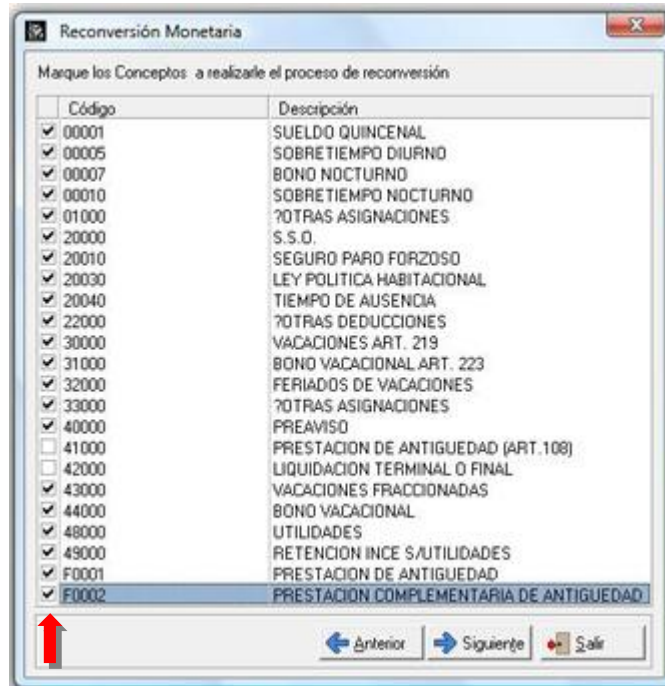 Reconversión Monetaria
Marque los Conceptos a realizarle el proceso de reconversión
Código Descripción
00001 SUELDO QUINCENAL
00005 SOBRETIEMPO DIURNO
00007 BONO NOCTURNO
00010 SOBRETIEMPO NOCTURNO
01000 ?OTRAS ASIGNACIONES
20000 S.S.O.
20010 SEGURO PARO FORZOSO
20030 LEY POLITICA HABITACIONAL
20040 TIEMPO DE AUSENCIA
22000 ?OTRAS DEDUCCIONES
30000 VACACIONES ART. 219
31000 BONO VACACIONAL ART. 223
32000 FERIADOS DE VACACIONES
33000 ?OTRAS ASIGNACIONES
40000 PREAVISO
41000 PRESTACION DE ANTIGUEDAD (ART.108)
42000 LIQUIDACION TERMINAL O FINAL
43000 VACACIONES FRACCIONADAS
44000 BONO VACACIONAL
48000 UTILIDADES
49000 RETENCION INCE S/UTILIDADES
F0001 PRESTACION DE ANTIGUEDAD
F0002 PRESTACION COMPLEMENTARIA DE ANTIGUEDAD
Anterior Siguiente Salir